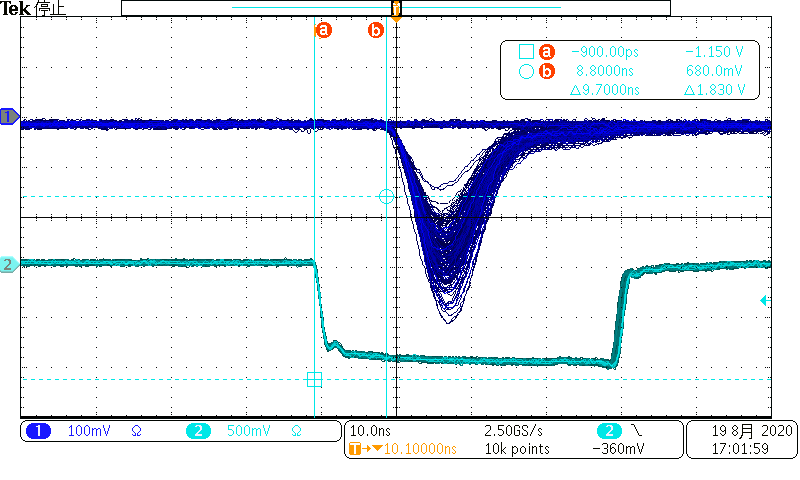 Tek 停止
a b
a −900.00ps −1.150 V
b 8.8000ns 680.0mV
△9.7000ns △1.830 V
1
2
1 100mV Ω 2 500mV Ω
10.0ns 2.50GS/s 2
T→▼10.10000ns 10k points −360mV
19 8月 2020
17:01:59